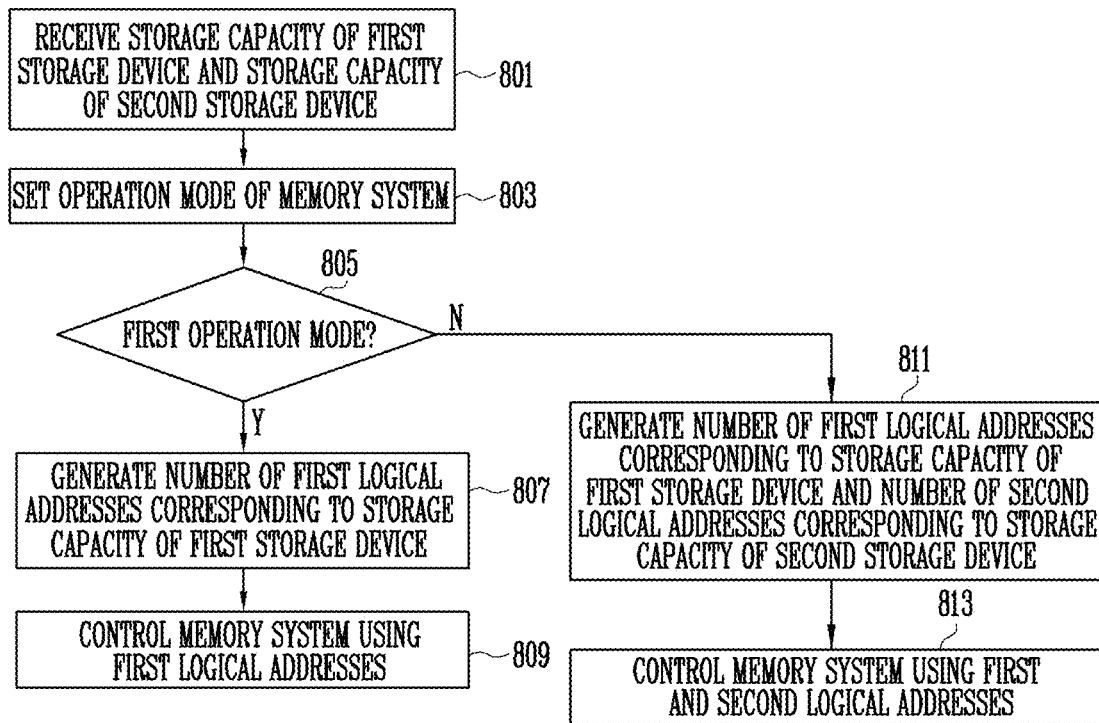 RECEIVE STORAGE CAPACITY OF FIRST
STORAGE DEVICE AND STORAGE CAPACITY
OF SECOND STORAGE DEVICE
801
SET OPERATION MODE OF MEMORY SYSTEM
803
805
FIRST OPERATION MODE?
N
Y
GENERATE NUMBER OF FIRST LOGICAL
ADDRESSES CORRESPONDING TO STORAGE
CAPACITY OF FIRST STORAGE DEVICE
807
CONTROL MEMORY SYSTEM USING
FIRST LOGICAL ADDRESSES
809
811
GENERATE NUMBER OF FIRST LOGICAL ADDRESSES
CORRESPONDING TO STORAGE CAPACITY OF
FIRST STORAGE DEVICE AND NUMBER OF SECOND
LOGICAL ADDRESSES CORRESPONDING TO STORAGE
CAPACITY OF SECOND STORAGE DEVICE
813
CONTROL MEMORY SYSTEM USING FIRST
AND SECOND LOGICAL ADDRESSES